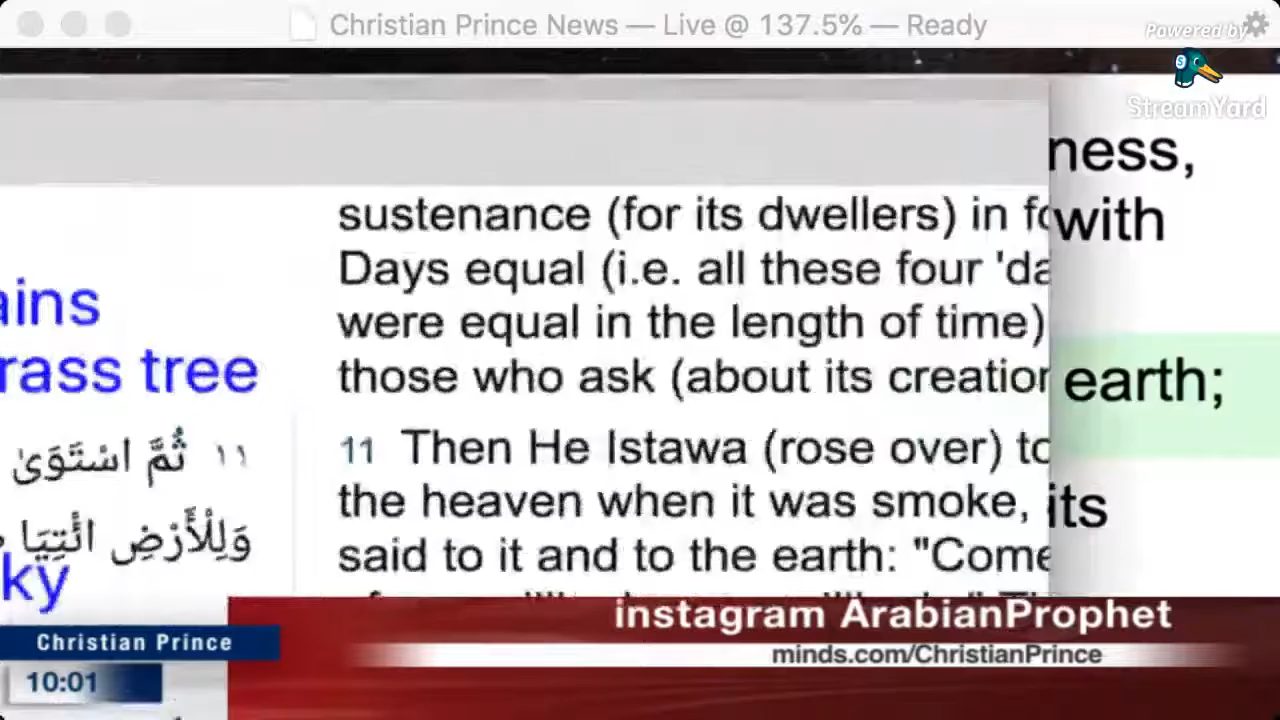 Christian Prince News — Live @ 137.5% — Ready
Powered by
StreamYard
ness,
with
earth;
its
sustenance (for its dwellers) in fo
Days equal (i.e. all these four 'da
were equal in the length of time)
those who ask (about its creation
11 Then He Istawa (rose over) to
the heaven when it was smoke,
said to it and to the earth: "Come
ains
rass tree
١١ ثُمَّ اسْتَوَىٰ
وَلِلْأَرْضِ ائْتِيَا
ky
instagram ArabianProphet
minds.com/ChristianPrince
Christian Prince
10:01